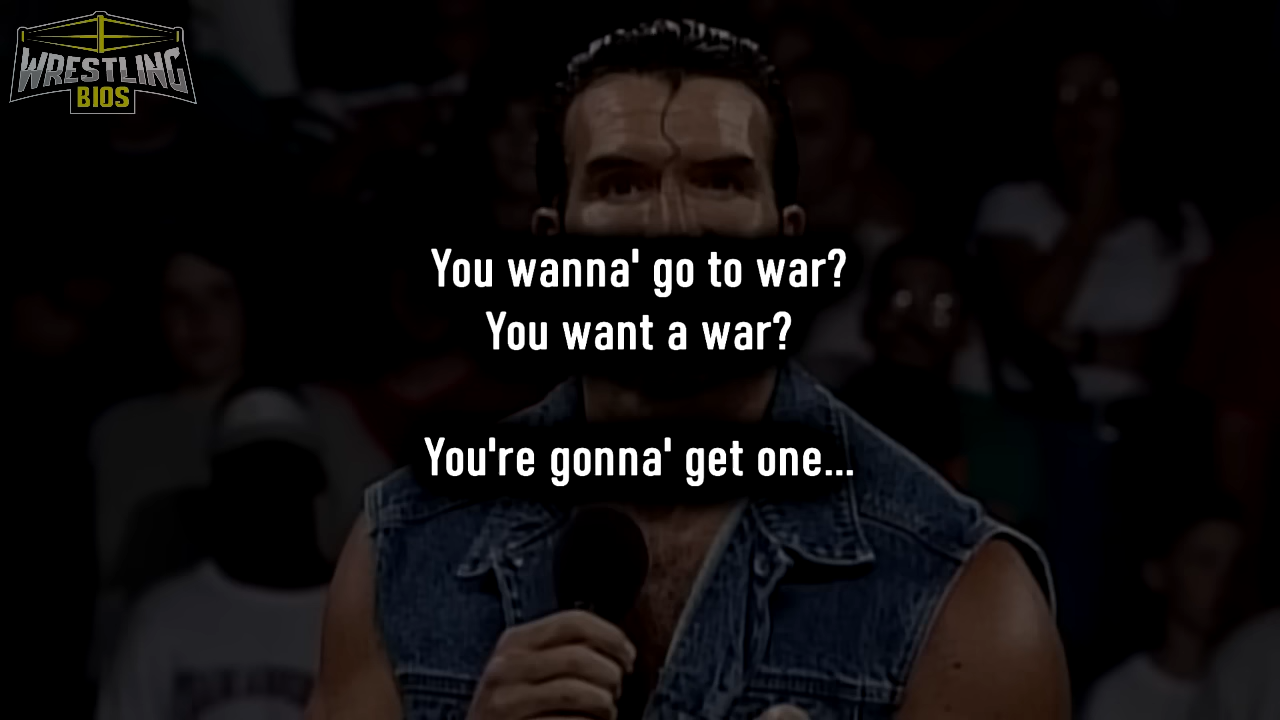 WRESTLING
BIOS
You wanna' go to war?
You want a war?
You're gonna' get one...